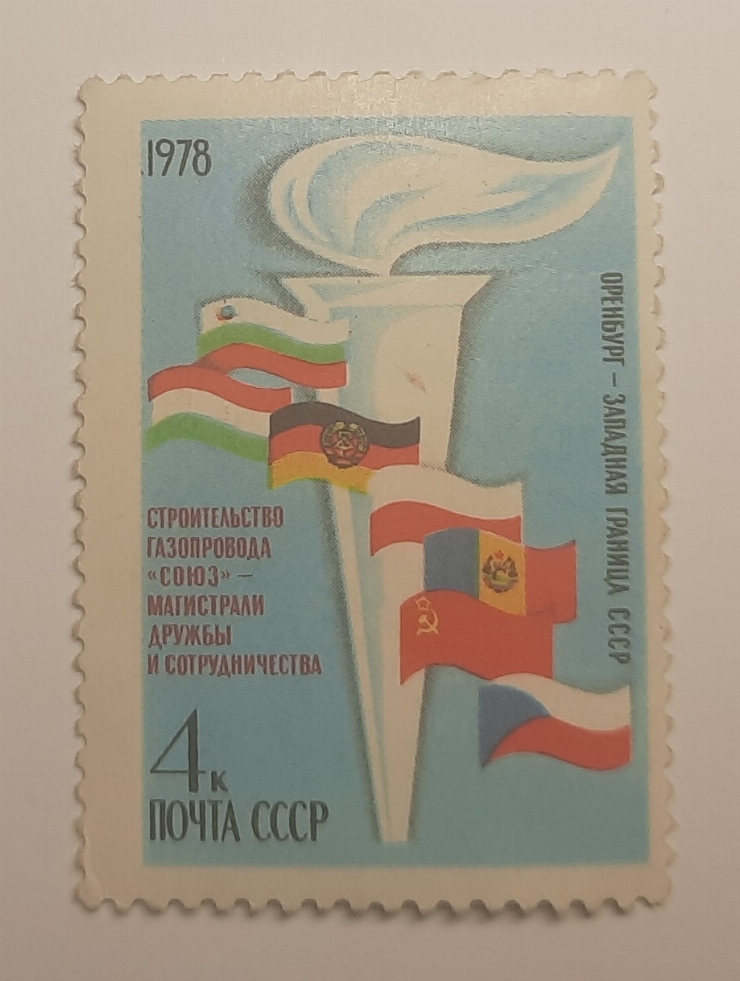 1978
ОРЕНБУРГ – ЗАПАДНАЯ ГРАНИЦА СССР
СТРОИТЕЛЬСТВО
ГАЗОПРОВОДА
«СОЮЗ» –
МАГИСТРАЛИ
ДРУЖБЫ
И СОТРУДНИЧЕСТВА
4к
ПОЧТА СССР